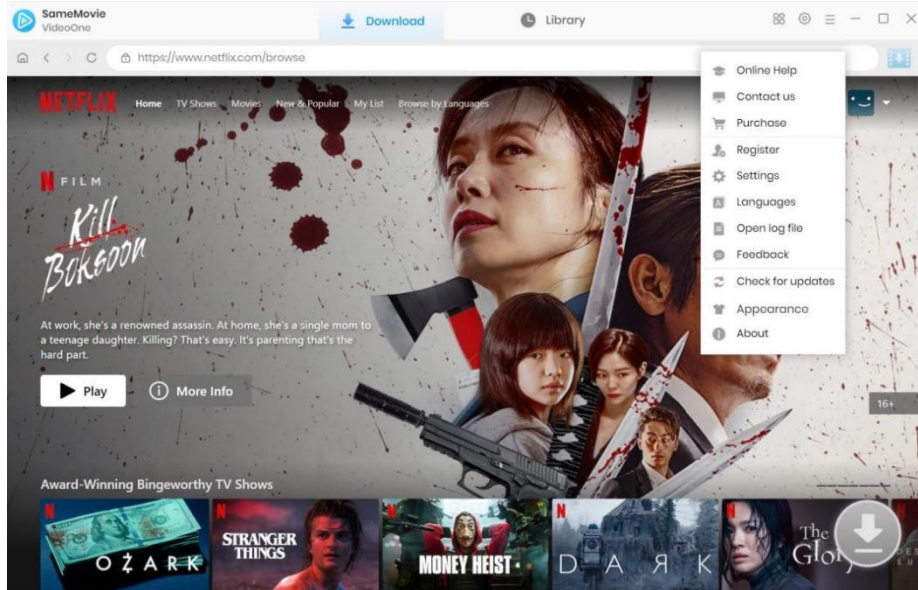 SameMovie
VideoOne
Download
Library
https://www.netflix.com/browse
NETFLIX
Home TV Shows Movies New & Popular My List Browse by Languages
Online Help
Contact us
Purchase
Register
Settings
Languages
Open log file
Feedback
Check for updates
Appearance
About
N FILM
Kill
Boksoon
At work, she's a renowned assassin. At home, she's a single mom to
a teenage daughter. Killing? That's easy. It's parenting that's the
hard part.
Play
More Info
16+
Award-Winning Bingeworthy TV Shows
N
OZARK
N
STRANGER
THINGS
N
MONEY HEIST
N
DAЯK
N
The
Glory
N